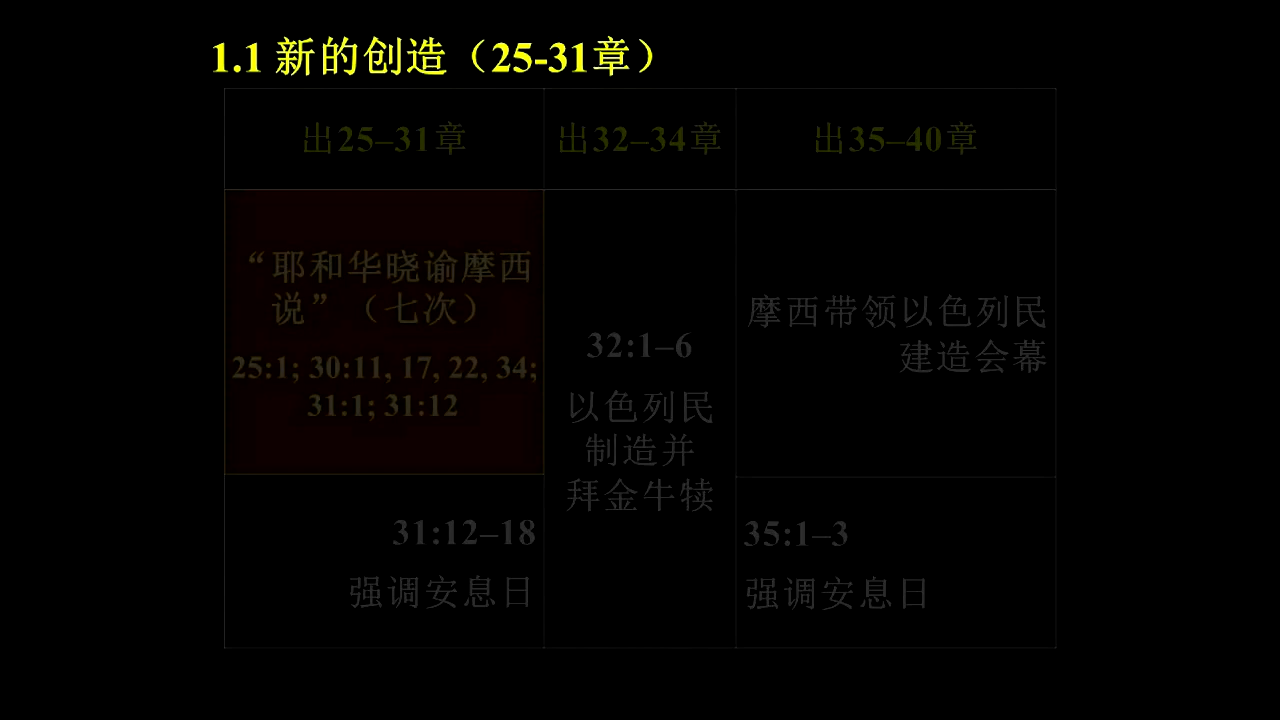 1.1 新的创造（25-31章）
出25–31章
出32–34章
出35–40章
“耶和华晓谕摩西
说”（七次）
25:1; 30:11, 17, 22, 34;
31:1; 31:12
32:1–6
以色列民
制造并
拜金牛犊
摩西带领以色列民
建造会幕
31:12–18
强调安息日
35:1–3
强调安息日